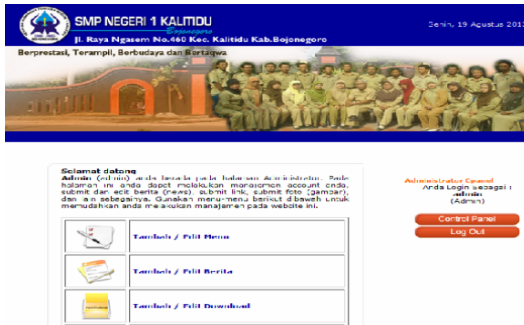 SMP NEGERI 1 KALITIDU
Bojonegoro
Jl. Raya Ngasem No.460 Kec. Kalitidu Kab.Bojonegoro
Senin, 19 Agustus 201
Berprestasi, Terampil, Berbudaya dan Bertaqwa
Selamat datang
Admin (admin) anda berada pada halaman Administrator. Pada
halaman ini anda dapat melakukan manajemen account anda,
submit dan edit berita (news), submit link, submit foto (gambar),
dan lain sebagainya. Gunakan menu-menu berikut dibawah untuk
memudahkan anda melakukan manajemen pada website ini.
Administrator Cpanel
Anda Login sebagai :
admin
(Admin)
Control Panel
Log Out
Tambah / Edit Menu
Tambah / Edit Berita
Tambah / Edit Download